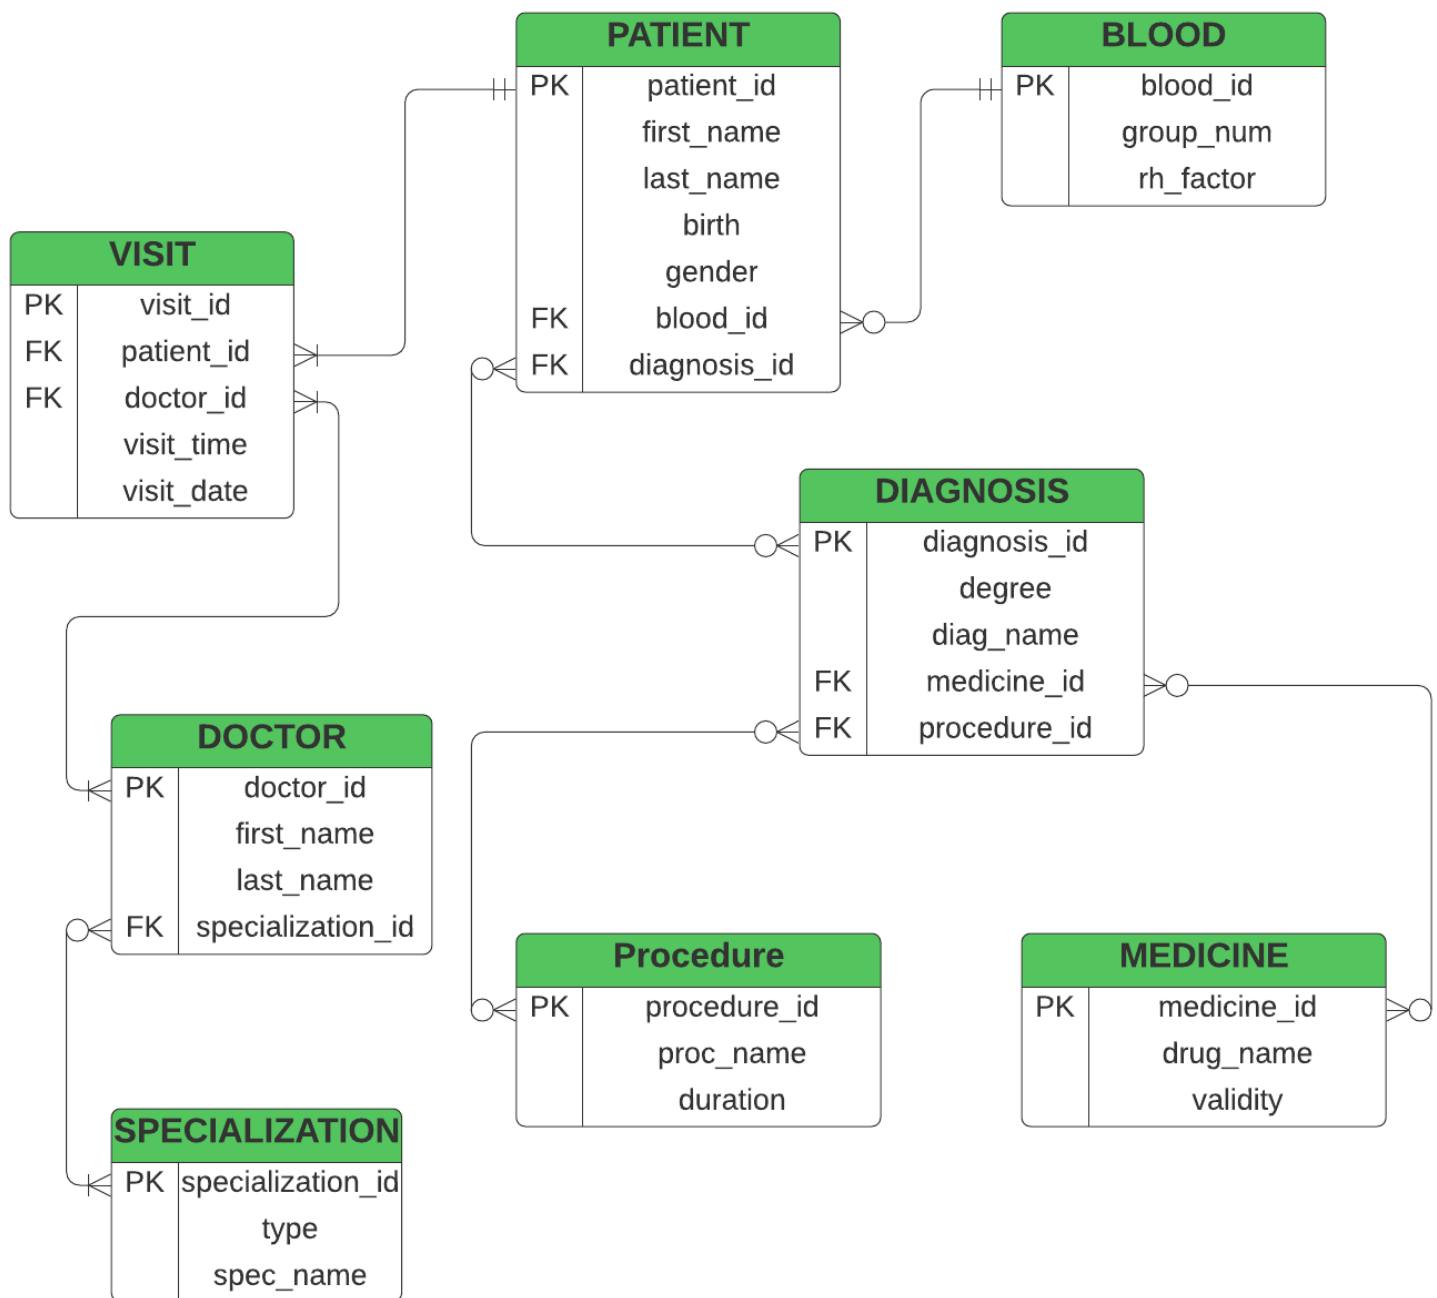 PATIENT
PK patient_id
first_name
last_name
birth
gender
FK blood_id
FK diagnosis_id
BLOOD
PK blood_id
group_num
rh_factor
VISIT
PK visit_id
FK patient_id
FK doctor_id
visit_time
visit_date
DIAGNOSIS
PK diagnosis_id
degree
diag_name
FK medicine_id
FK procedure_id
DOCTOR
PK doctor_id
first_name
last_name
FK specialization_id
Procedure
PK procedure_id
proc_name
duration
MEDICINE
PK medicine_id
drug_name
validity
SPECIALIZATION
PK specialization_id
type
spec_name